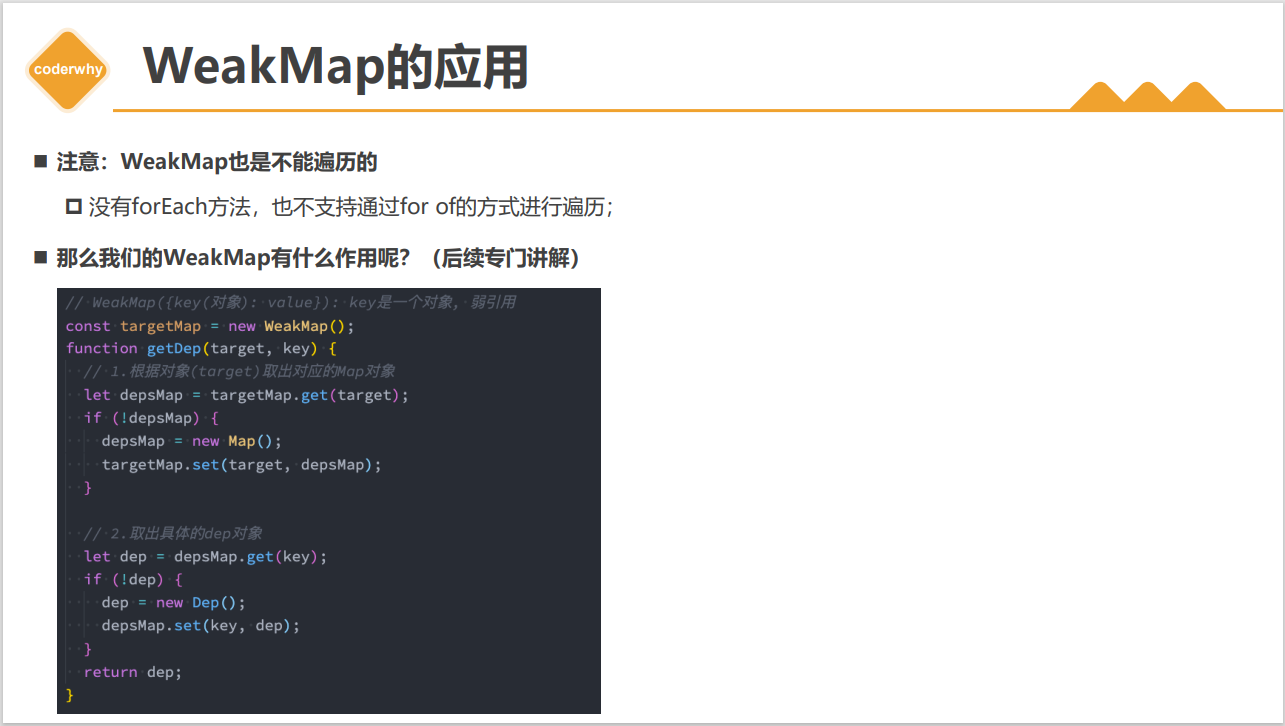 coderwhy
WeakMap的应用
注意：WeakMap也是不能遍历的
没有forEach方法，也不支持通过for of的方式进行遍历；
那么我们的WeakMap有什么作用呢？（后续专门讲解）
// WeakMap({key(对象): value}): key是一个对象, 弱引用
const targetMap = new WeakMap();
function getDep(target, key) {
  // 1.根据对象(target)取出对应的Map对象
  let depsMap = targetMap.get(target);
  if (!depsMap) {
    depsMap = new Map();
    targetMap.set(target, depsMap);
  }
  // 2.取出具体的dep对象
  let dep = depsMap.get(key);
  if (!dep) {
    dep = new Dep();
    depsMap.set(key, dep);
  }
  return dep;
}